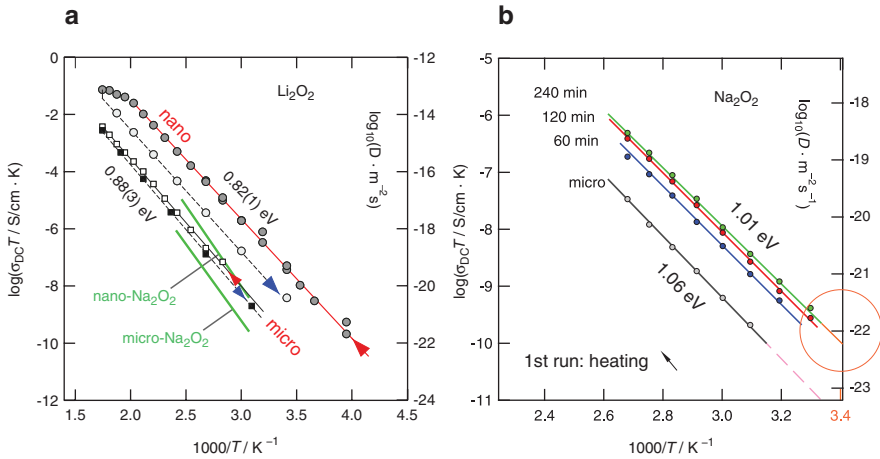 a
0
-2
-4
-6
-8
-10
-12
log(σDCT / S/cm · K)
1.5
2.0
2.5
3.0
3.5
4.0
4.5
1000/T / K⁻¹
-12
-14
-16
-18
-20
-22
-24
log₁₀(D · m⁻²s)
Li₂O₂
nano
0.82(1) eV
0.88(3) eV
nano-Na₂O₂
micro-Na₂O₂
micro
b
-5
-6
-7
-8
-9
-10
-11
log(σDCT / S/cm · K)
2.4
2.6
2.8
3.0
3.2
3.4
1000/T / K⁻¹
-18
-19
-20
-21
-22
-23
log₁₀(D · m⁻²s⁻¹)
Na₂O₂
240 min
120 min
60 min
micro
1.01 eV
1.06 eV
1st run: heating